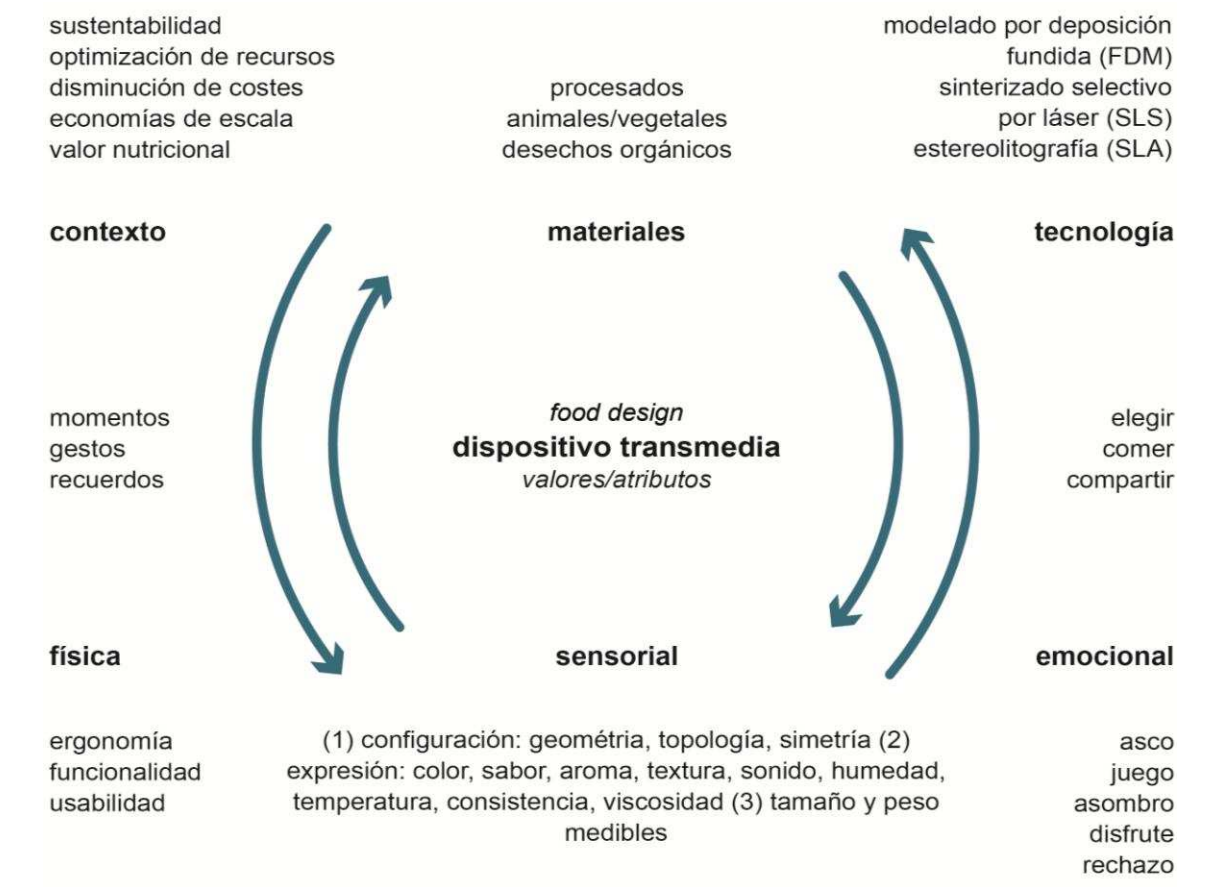 sustentabilidad
optimización de recursos
disminución de costes
economías de escala
valor nutricional
procesados
animales/vegetales
desechos orgánicos
modelado por deposición
fundida (FDM)
sinterizado selectivo
por láser (SLS)
estereolitografía (SLA)
contexto
materiales
tecnología
momentos
gestos
recuerdos
food design
dispositivo transmedia
valores/atributos
elegir
comer
compartir
física
sensorial
emocional
ergonomía
funcionalidad
usabilidad
(1) configuración: geométria, topología, simetría (2)
expresión: color, sabor, aroma, textura, sonido, humedad,
temperatura, consistencia, viscosidad (3) tamaño y peso
medibles
asco
juego
asombro
disfrute
rechazo